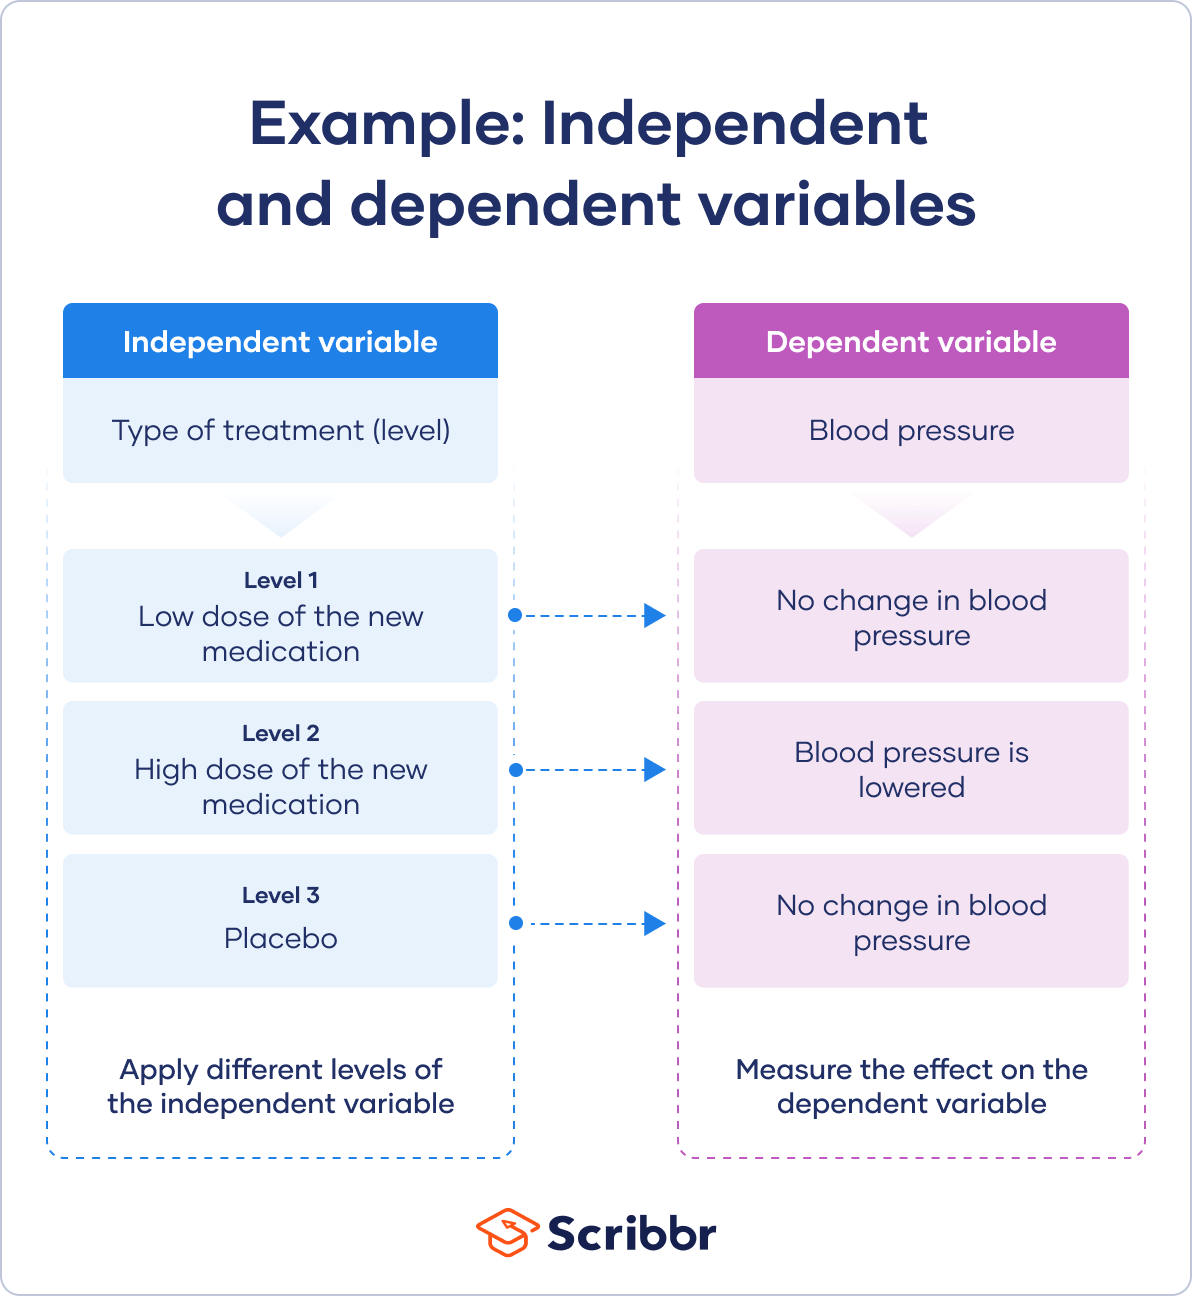 Example: Independent
and dependent variables
Independent variable
Type of treatment (level)
Level 1
Low dose of the new
medication
Level 2
High dose of the new
medication
Level 3
Placebo
Apply different levels of
the independent variable
Dependent variable
Blood pressure
No change in blood
pressure
Blood pressure is
lowered
No change in blood
pressure
Measure the effect on the
dependent variable
Scribbr